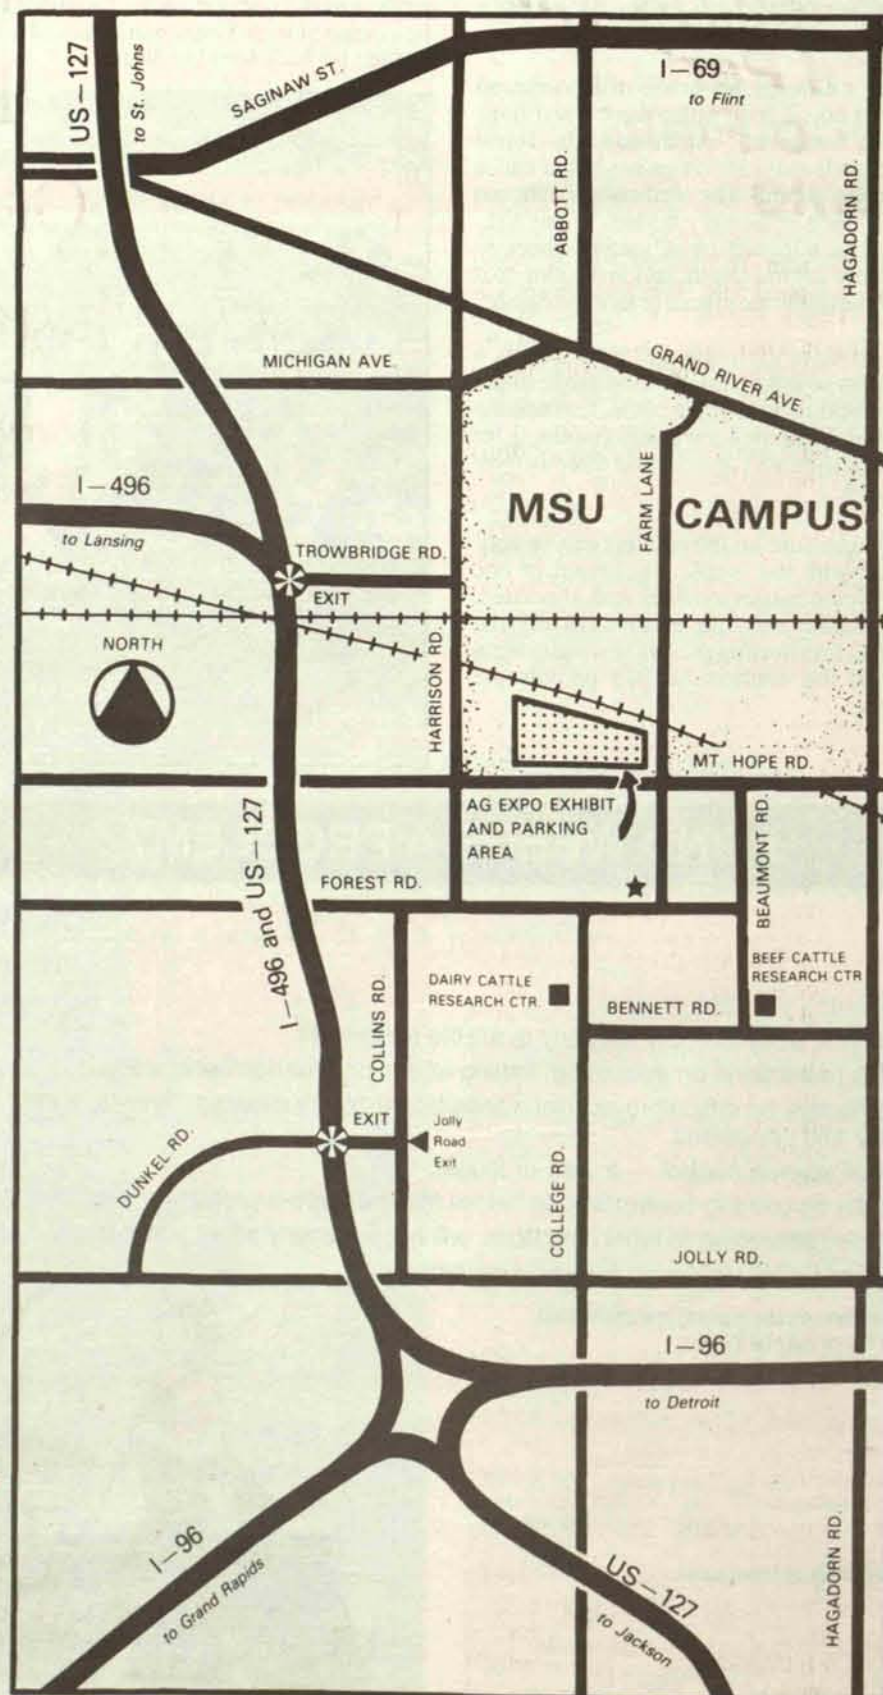 US-127
to St. Johns
SAGINAW ST.
I-69
to Flint
ABBOTT RD.
HAGADORN RD.
MICHIGAN AVE.
GRAND RIVER AVE.
I-496
to Lansing
TROWBRIDGE RD.
EXIT
MSU
FARM LANE
CAMPUS
NORTH
HARRISON RD.
MT. HOPE RD.
AG EXPO EXHIBIT
AND PARKING
AREA
BEAUMONT RD.
I-496 and US-127
FOREST RD.
COLLINS RD.
DAIRY CATTLE
RESEARCH CTR.
BEEF CATTLE
RESEARCH CTR
BENNETT RD.
EXIT
Jolly
Road
Exit
DUNKEL RD.
COLLEGE RD.
JOLLY RD.
I-96
to Detroit
I-96
to Grand Rapids
US-127
to Jackson
HAGADORN RD.